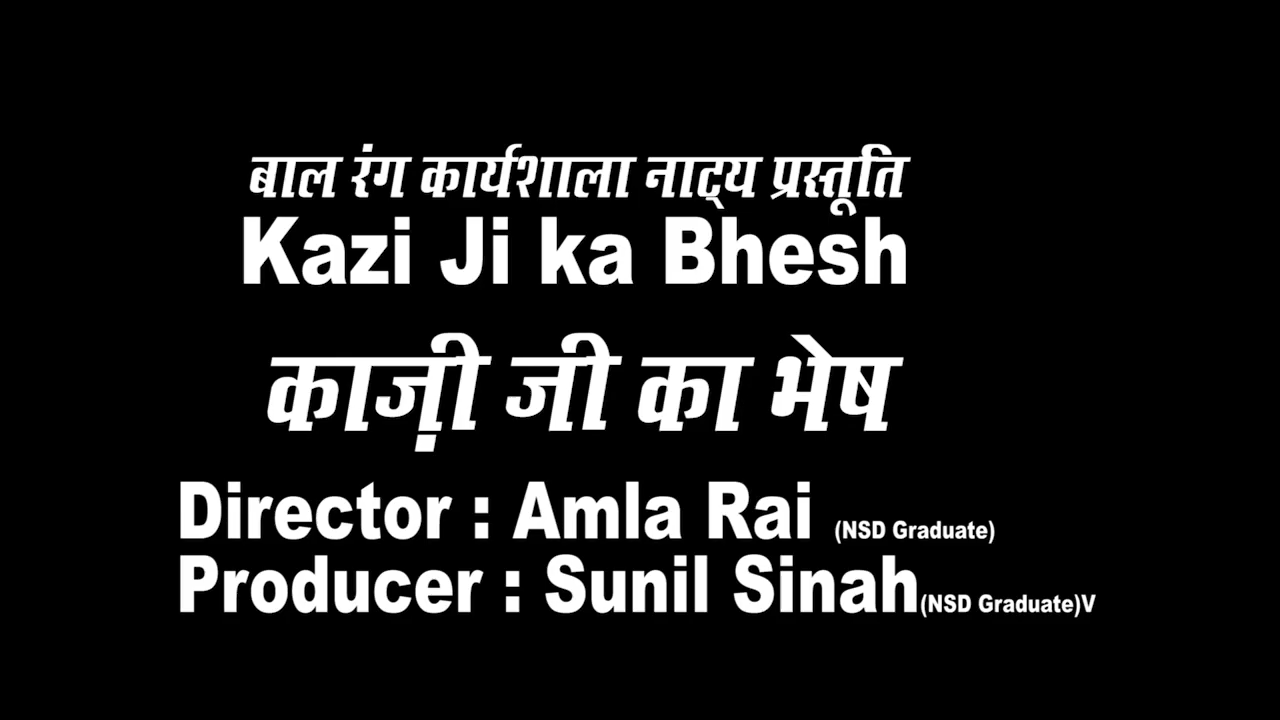 बाल रंग कार्यशाला नाट्य प्रस्तूति
Kazi Ji ka Bhesh
काज़ी जी का भेष
Director : Amla Rai (NSD Graduate)
Producer : Sunil Sinah(NSD Graduate)V